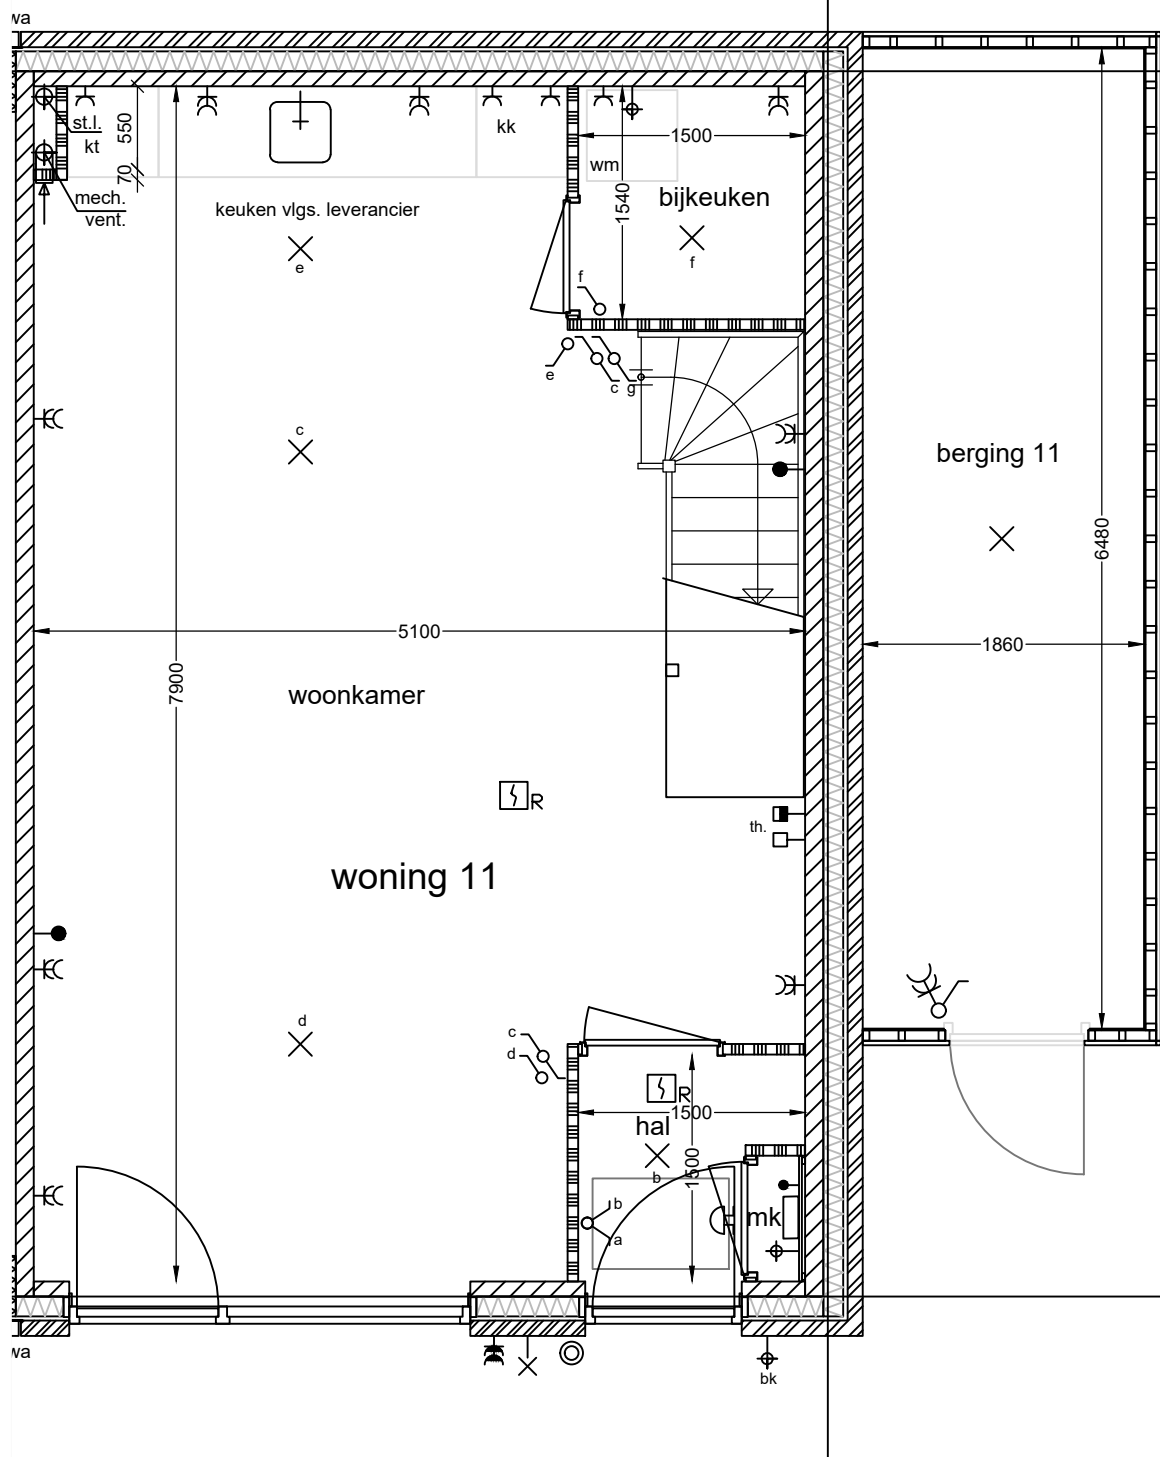 wa
st.l.
kt
550
70
mech.
vent.
kk
1500
wm
1540
bijkeuken
keuken vlgs. leverancier
e
f
f
e
c
g
c
berging 11
6480
5100
1860
7900
woonkamer
R
th.
woning 11
d
c
d
R
1500
hal
b
1500
b
a
mk
wa
bk